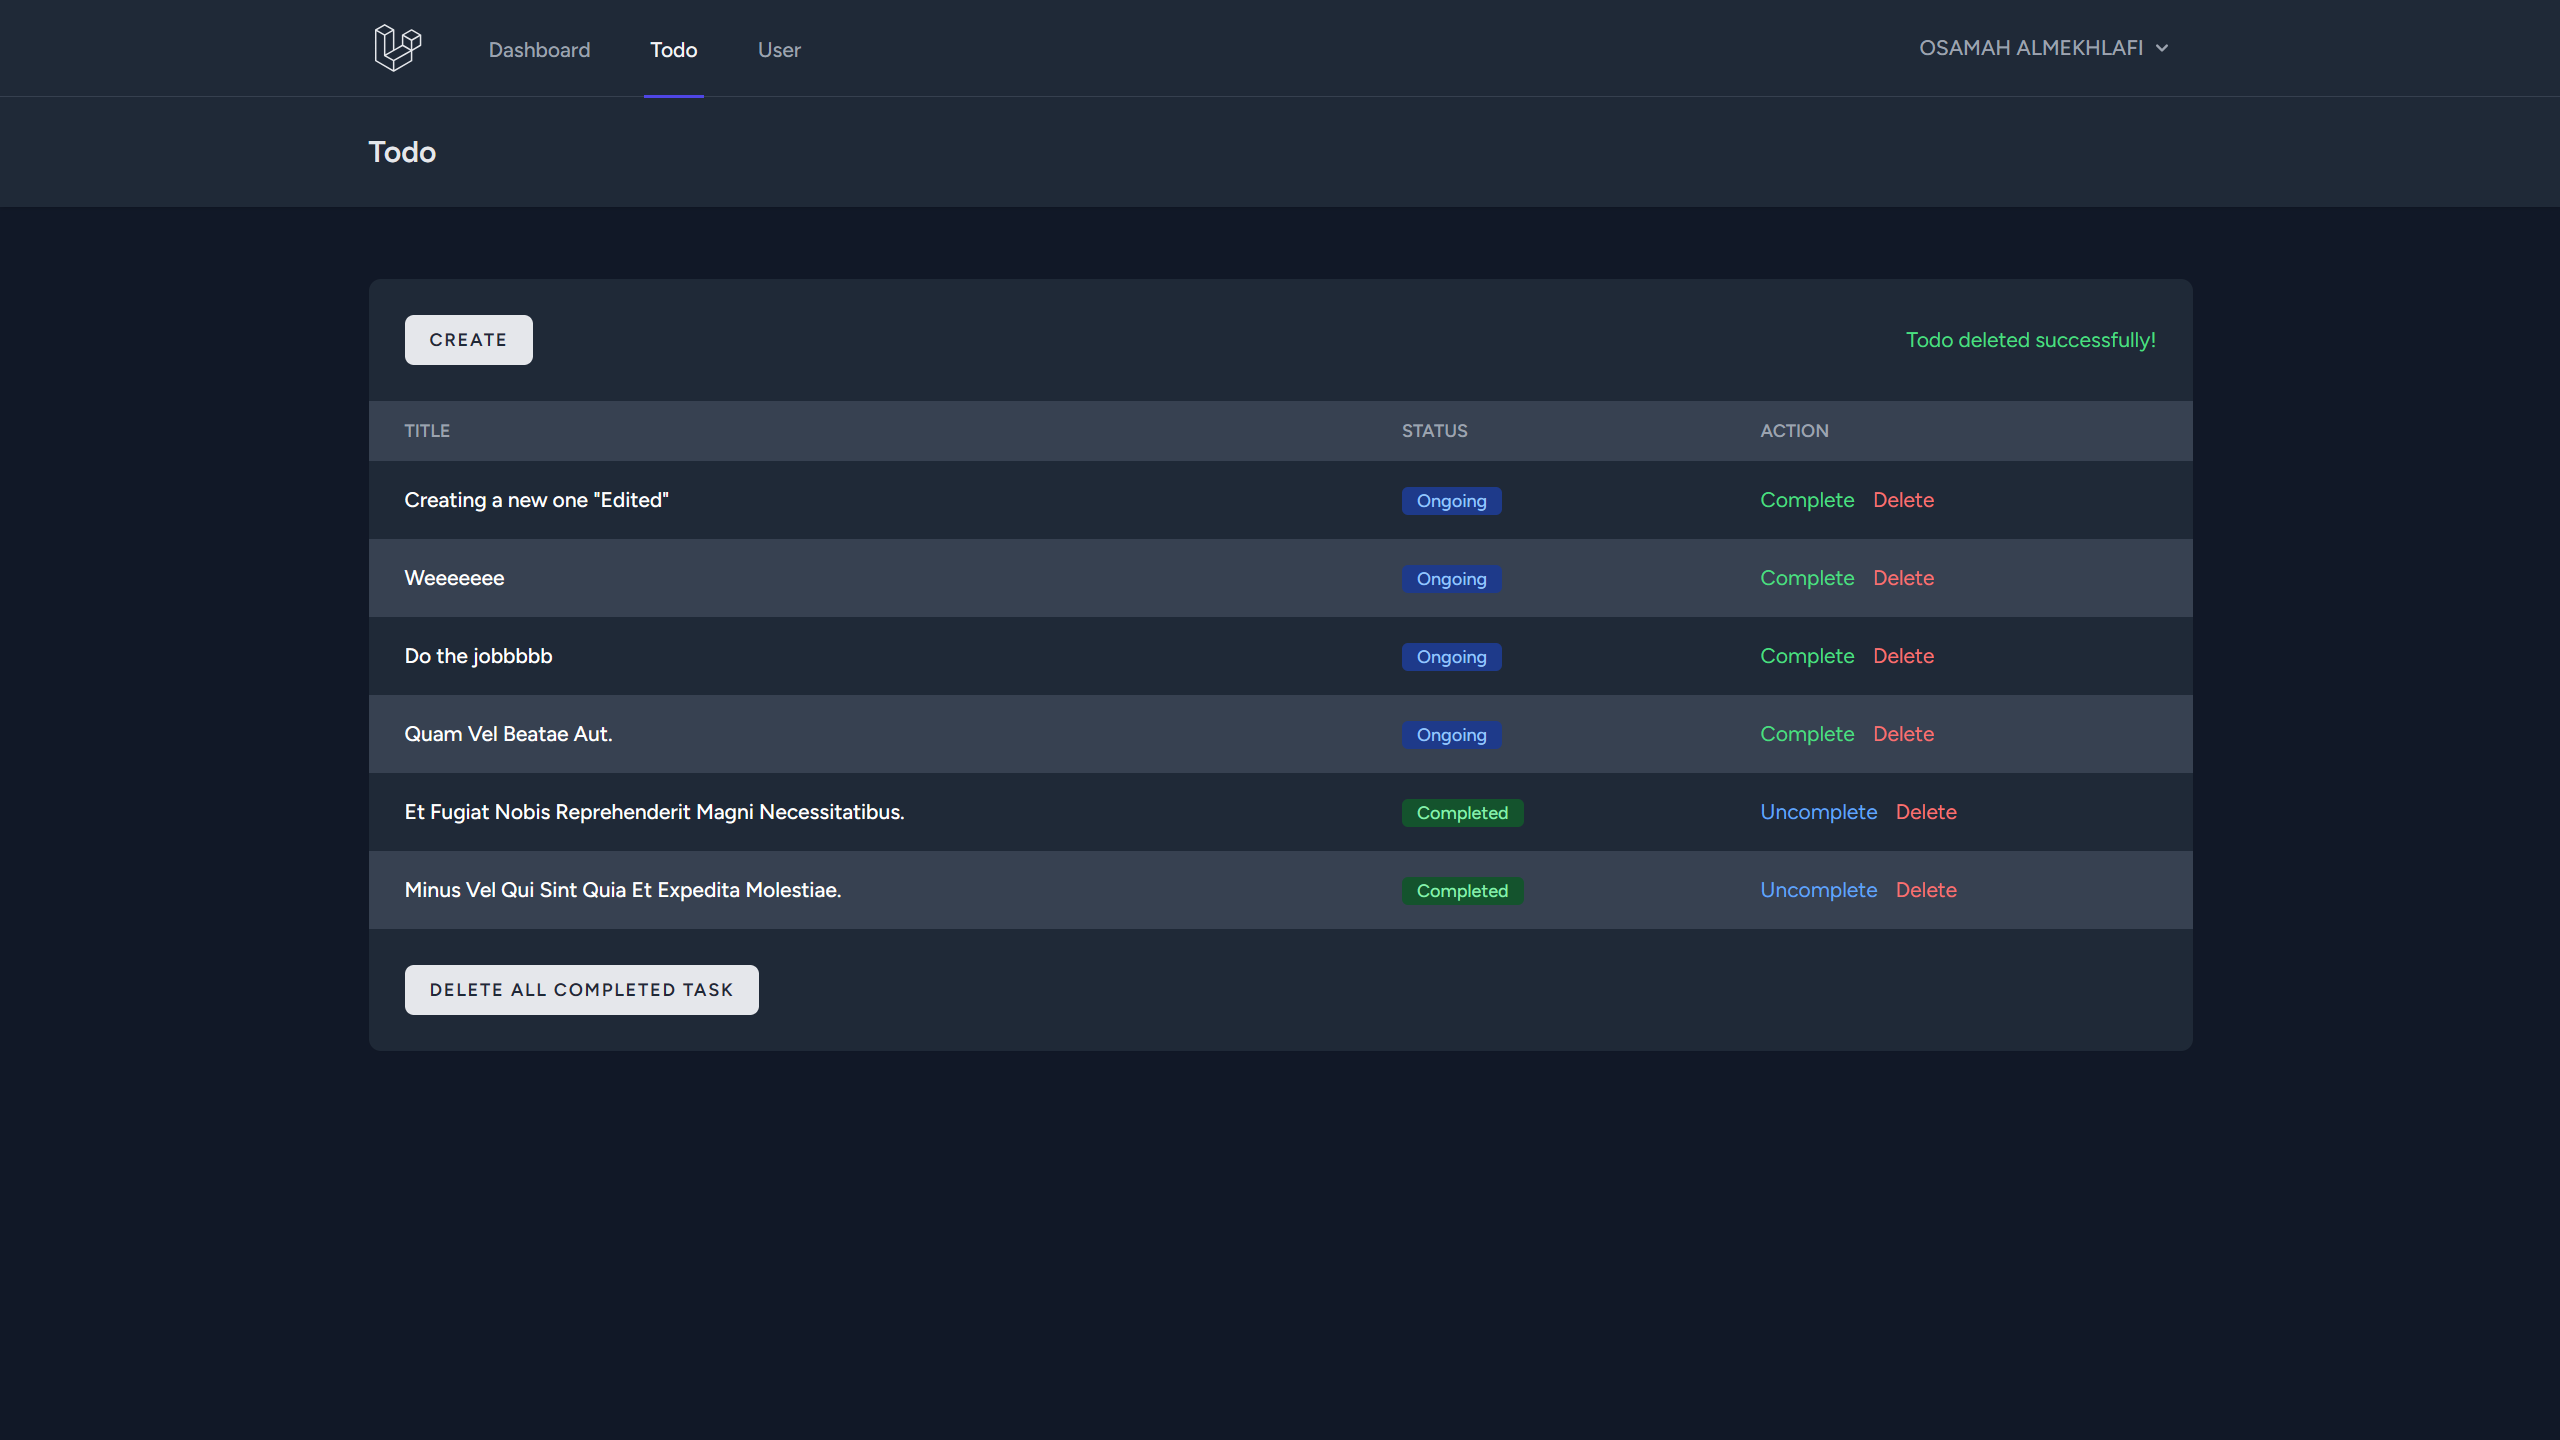 Dashboard Todo User OSAMAH ALMEKHLAFI
Todo
CREATE Todo deleted successfully!
TITLE STATUS ACTION
Creating a new one "Edited" Ongoing Complete Delete
Weeeeeee Ongoing Complete Delete
Do the jobbbbb Ongoing Complete Delete
Quam Vel Beatae Aut. Ongoing Complete Delete
Et Fugiat Nobis Reprehenderit Magni Necessitatibus. Completed Uncomplete Delete
Minus Vel Qui Sint Quia Et Expedita Molestiae. Completed Uncomplete Delete
DELETE ALL COMPLETED TASK